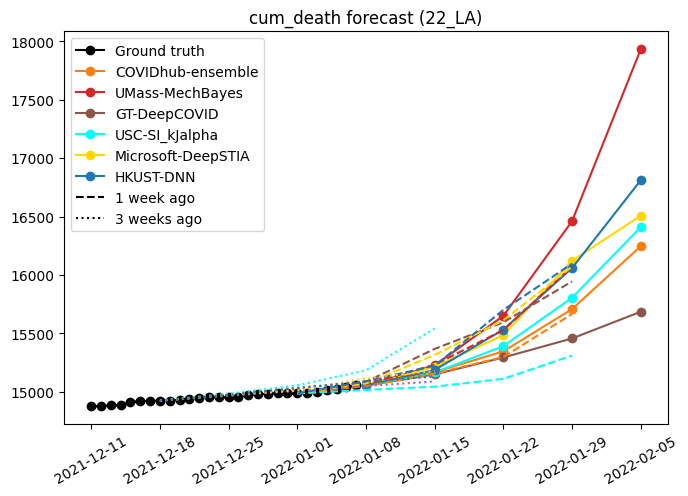 cum_death forecast (22_LA)
18000
17500
17000
16500
16000
15500
15000
Ground truth
COVIDhub-ensemble
UMass-MechBayes
GT-DeepCOVID
USC-SI_kJalpha
Microsoft-DeepSTIA
HKUST-DNN
1 week ago
3 weeks ago
2021-12-11
2021-12-18
2021-12-25
2022-01-01
2022-01-08
2022-01-15
2022-01-22
2022-01-29
2022-02-05